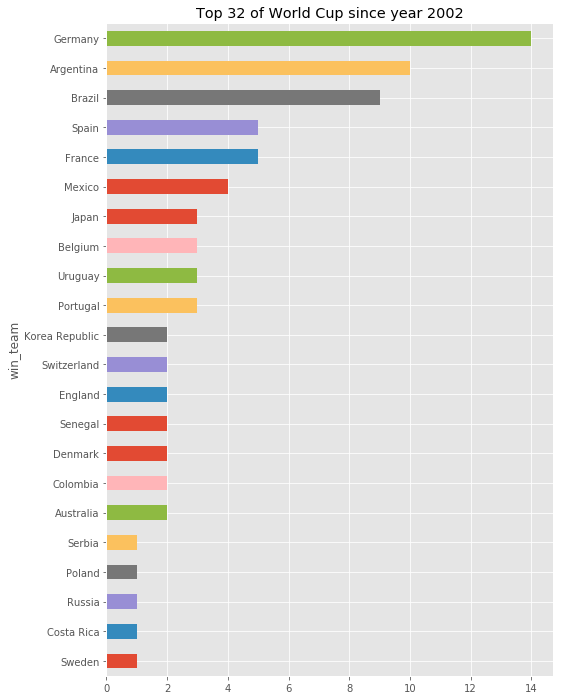 Top 32 of World Cup since year 2002
win_team
Germany
Argentina
Brazil
Spain
France
Mexico
Japan
Belgium
Uruguay
Portugal
Korea Republic
Switzerland
England
Senegal
Denmark
Colombia
Australia
Serbia
Poland
Russia
Costa Rica
Sweden
0 2 4 6 8 10 12 14